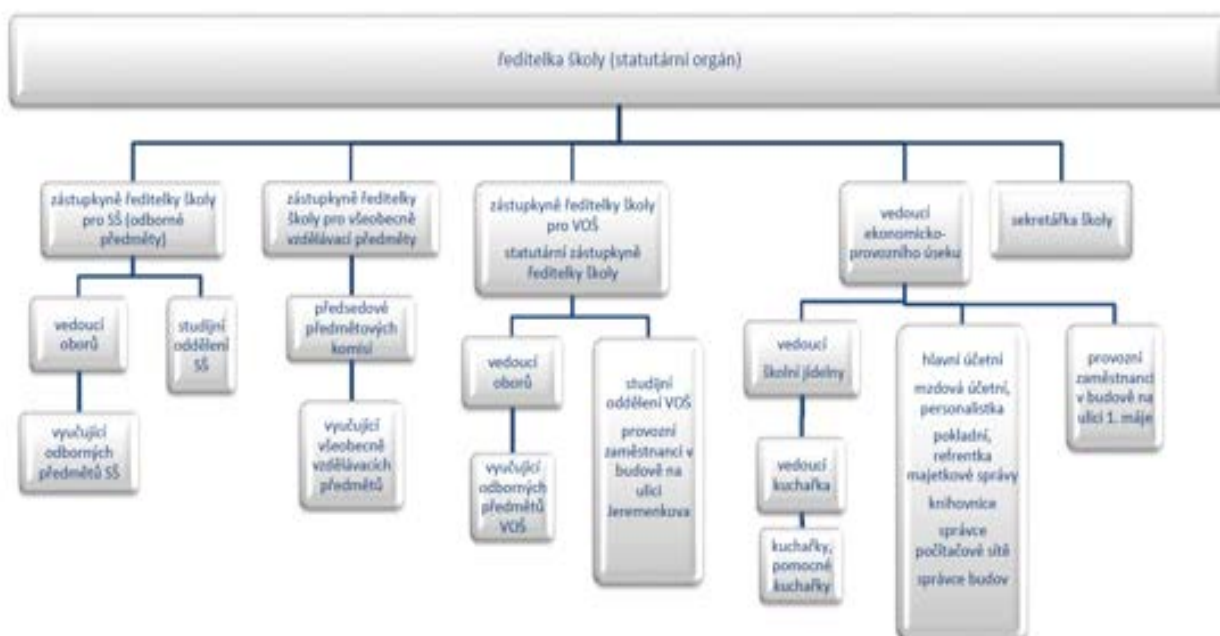 ředitelka školy (statutární orgán)
zástupkyně ředitelky školy
pro SŠ (odborné
předměty)
zástupkyně ředitelky
školy pro všeobecně
vzdělávací předměty
zástupkyně ředitelky školy
pro VOŠ
statutární zástupkyně
ředitelky školy
vedoucí
ekonomicko-
provozního úseku
sekretářka školy
vedoucí
oborů
studijní
oddělení
SŠ
předsedové
předmětových
komisí
vedoucí
oborů
studijní
oddělení VOŠ
provozní
zaměstnanci v
budově na
ulici
Jeremenkova
vedoucí
školní jídelny
hlavní účetní
mzdová účetní,
personalistka
pokladní,
refrentka
majetkové správy
knihovnice
správce
počítačové sítě
správce budov
provozní
zaměstnanci
v budově na
ulici 1. máje
vyučující
odborných
předmětů SŠ
vyučující
všeobecně
vzdělávacích
předmětů
vyučující
odborných
předmětů
VOŠ
vedoucí
kuchařka
kuchařky,
pomocné
kuchařky